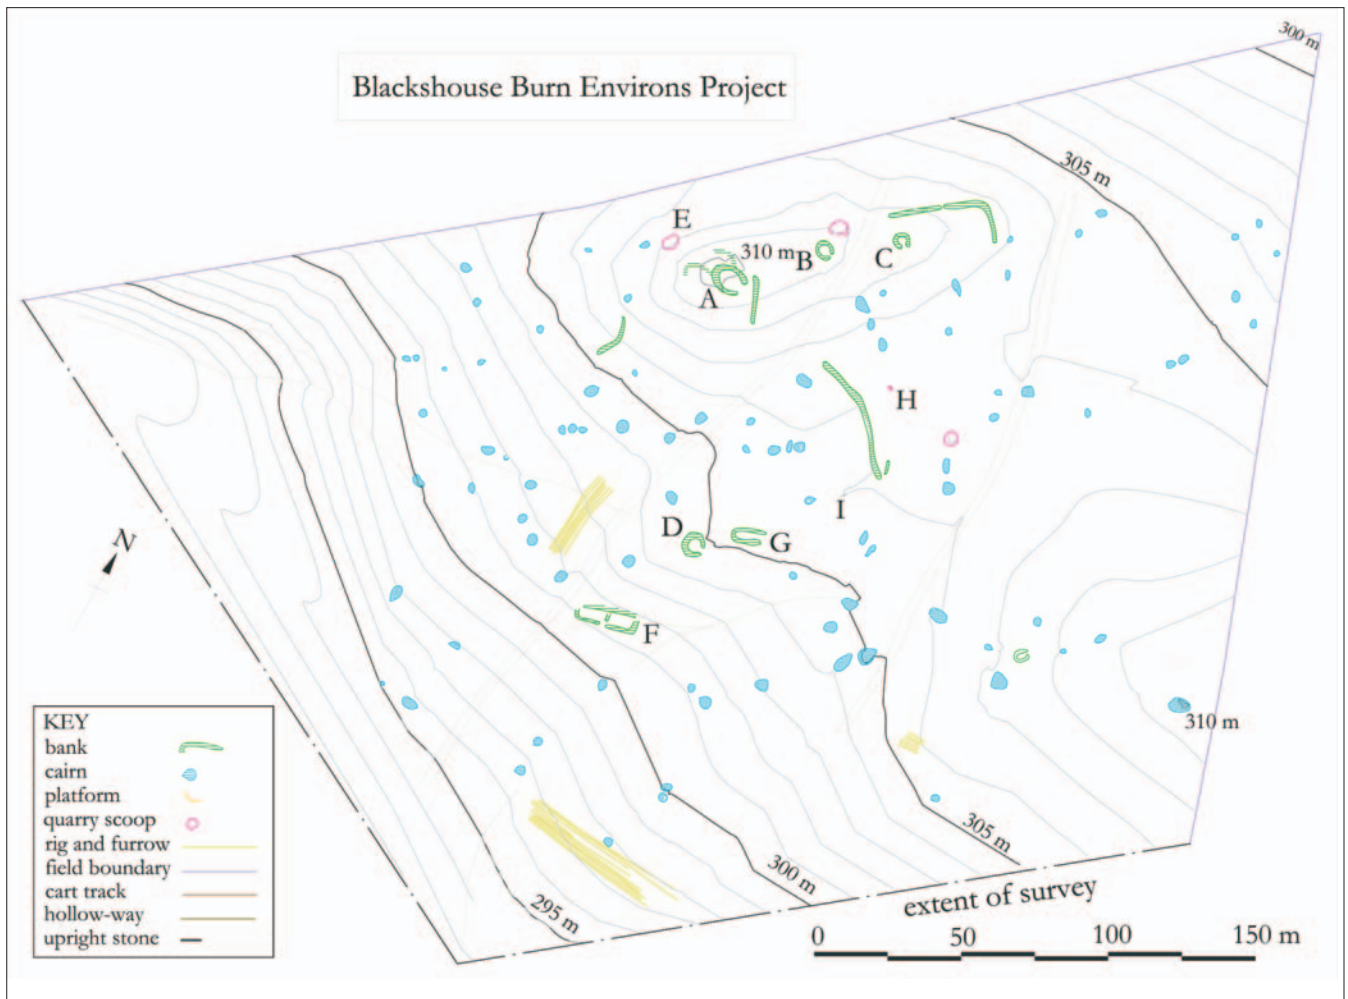 300 m
Blackshouse Burn Environs Project
305 m
E
310 m
B
C
A
H
I
D
G
N
F
310 m
KEY
bank
cairn
platform
quarry scoop
rig and furrow
field boundary
cart track
hollow-way
upright stone
305 m
300 m
295 m
extent of survey
0 50 100 150 m